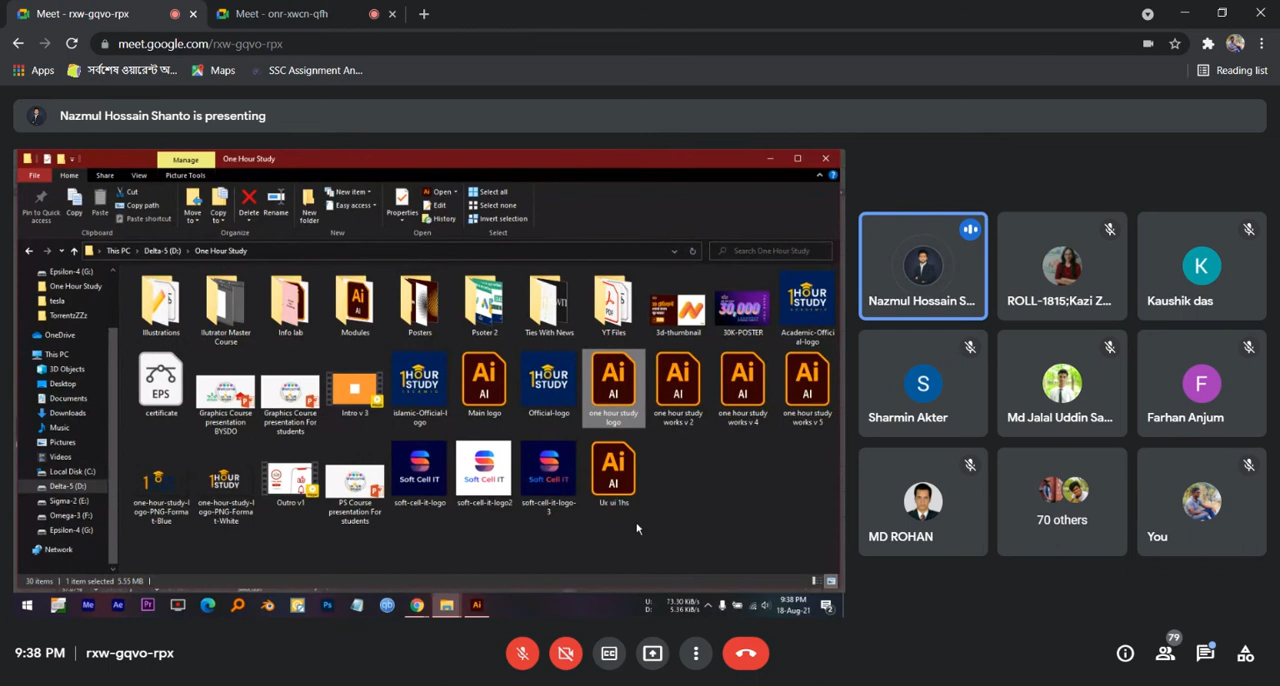 Meet - rxw-gqvo-rpx
Meet - onr-xwcn-qfh
meet.google.com/rxw-gqvo-rpx
Apps
সর্বশেষ ওয়ারেন্ট অ...
Maps
SSC Assignment An...
Reading list
Nazmul Hossain Shanto is presenting
Manage
One Hour Study
File
Home
Share
View
Picture Tools
Pin to Quick access
Copy
Paste
Cut
Copy path
Paste shortcut
Move to
Copy to
Delete
Rename
New folder
New item
Easy access
Properties
Open
Edit
History
Select all
Select none
Invert selection
Clipboard
Organize
New
Open
Select
This PC
Delta-5 (D:)
One Hour Study
Search One Hour Study
Epsilon-4 (G:)
One Hour Study
tesla
TorrentzZZz
OneDrive
This PC
3D Objects
Desktop
Documents
Downloads
Music
Pictures
Videos
Local Disk (C:)
Delta-5 (D:)
Sigma-2 (E:)
Omega-3 (F:)
Epsilon-4 (G:)
Network
Illustrations
llutrator Master Course
Info lab
Modules
Posters
Psoter 2
Ties With News
YT Files
3d-thumbnail
30K-POSTER
Academic-Official-logo
certificate
Graphics Course presentation BYSDO
Graphics Course presentation For students
Intro v 3
islamic-Official-logo
Main logo
Official-logo
one hour study logo
one hour study works v 2
one hour study works v 4
one hour study works v 5
one-hour-study-logo-PNG-Format-Blue
one-hour-study-logo-PNG-Format-White
Outro v1
PS Course presentation For students
soft-cell-it-logo
soft-cell-it-logo2
soft-cell-it-logo-3
Ux ui 1hs
30 items
1 item selected 5.55 MB
U: 73.30 KiB/s
D: 5.36 KiB/s
9:38 PM
18-Aug-21
Nazmul Hossain S...
ROLL-1815;Kazi Z...
K
Kaushik das
S
Sharmin Akter
Md Jalal Uddin Sa...
F
Farhan Anjum
MD ROHAN
70 others
You
9:38 PM
rxw-gqvo-rpx
79